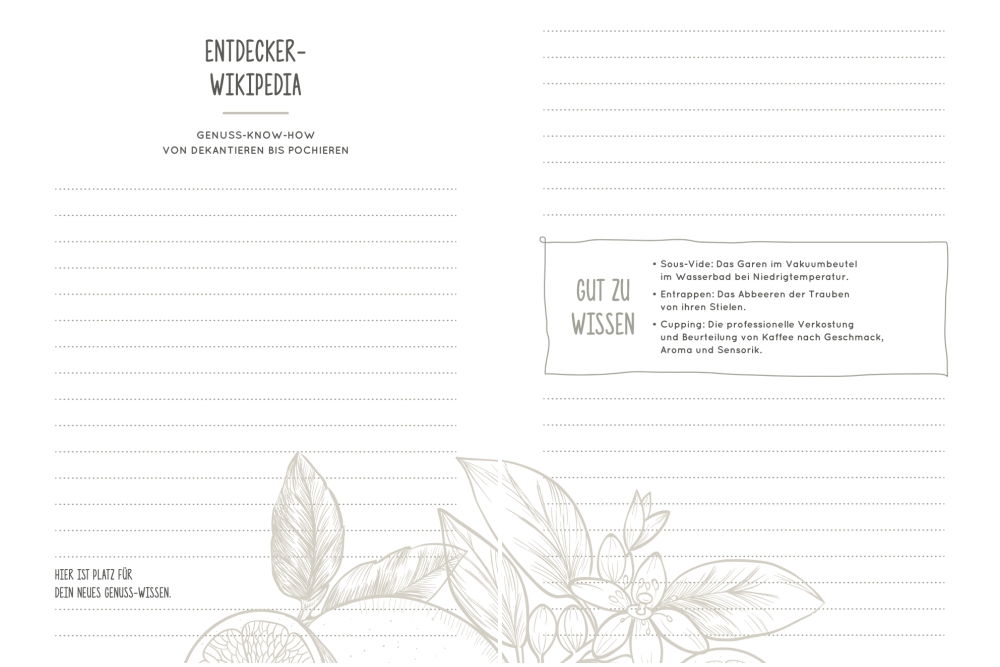 ENTDECKER-
WIKIPEDIA
GENUSS-KNOW-HOW
VON DEKANTIEREN BIS POCHIEREN
HIER IST PLATZ FÜR
DEIN NEUES GENUSS-WISSEN.
GUT ZU
WISSEN
• Sous-Vide: Das Garen im Vakuumbeutel
im Wasserbad bei Niedrigtemperatur.
• Entrappen: Das Abbeeren der Trauben
von ihren Stielen.
• Cupping: Die professionelle Verkostung
und Beurteilung von Kaffee nach Geschmack,
Aroma und Sensorik.